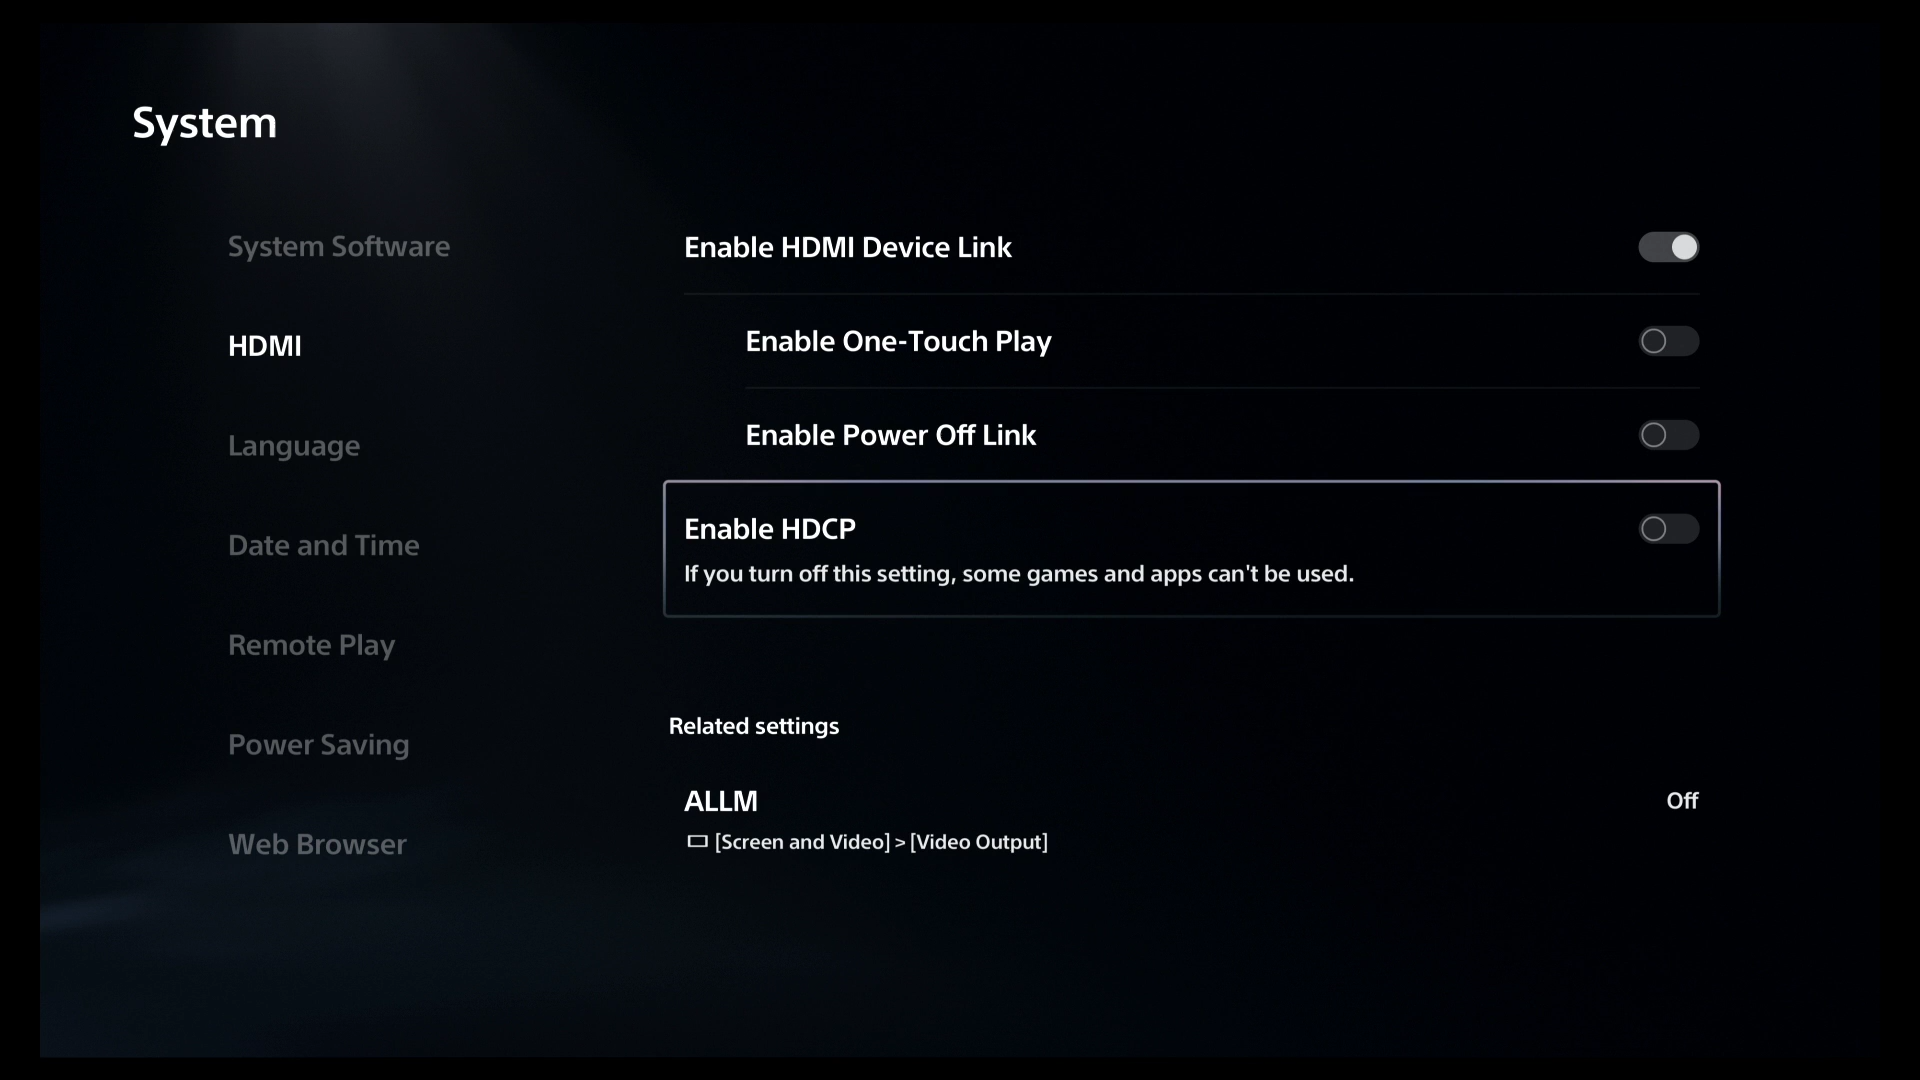 System
System Software
HDMI
Language
Date and Time
Remote Play
Power Saving
Web Browser
Enable HDMI Device Link
Enable One-Touch Play
Enable Power Off Link
Enable HDCP
If you turn off this setting, some games and apps can't be used.
Related settings
ALLM
Off
[Screen and Video] > [Video Output]